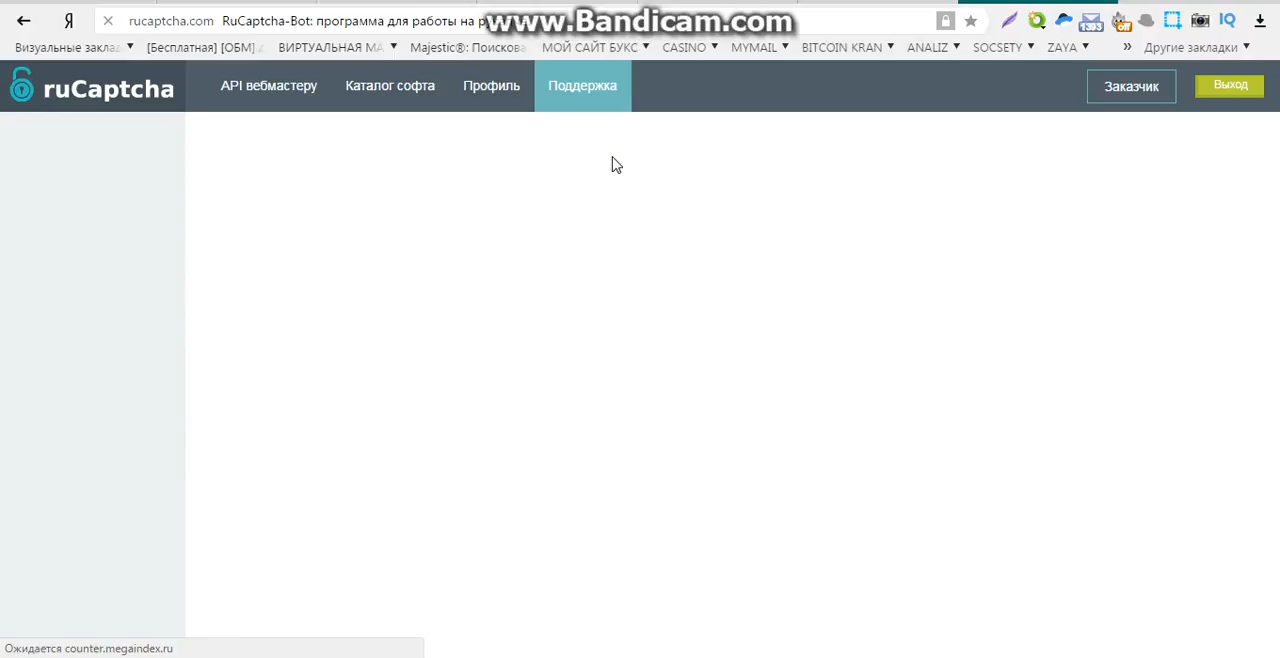 www.Bandicam.com
Я rucaptcha.com RuCaptcha-Bot: программа для работы на
Визуальные заклад [Бесплатная] [ОБМ] ВИРТУАЛЬНАЯ МА Majestic®: Поискова МОЙ САЙТ БУКС CASINO MYMAIL BITCOIN KRAN ANALIZ SOCSETY ZAYA » Другие закладки
ruCaptcha API вебмастеру Каталог софта Профиль Поддержка Заказчик Выход
Ожидается counter.megaindex.ru